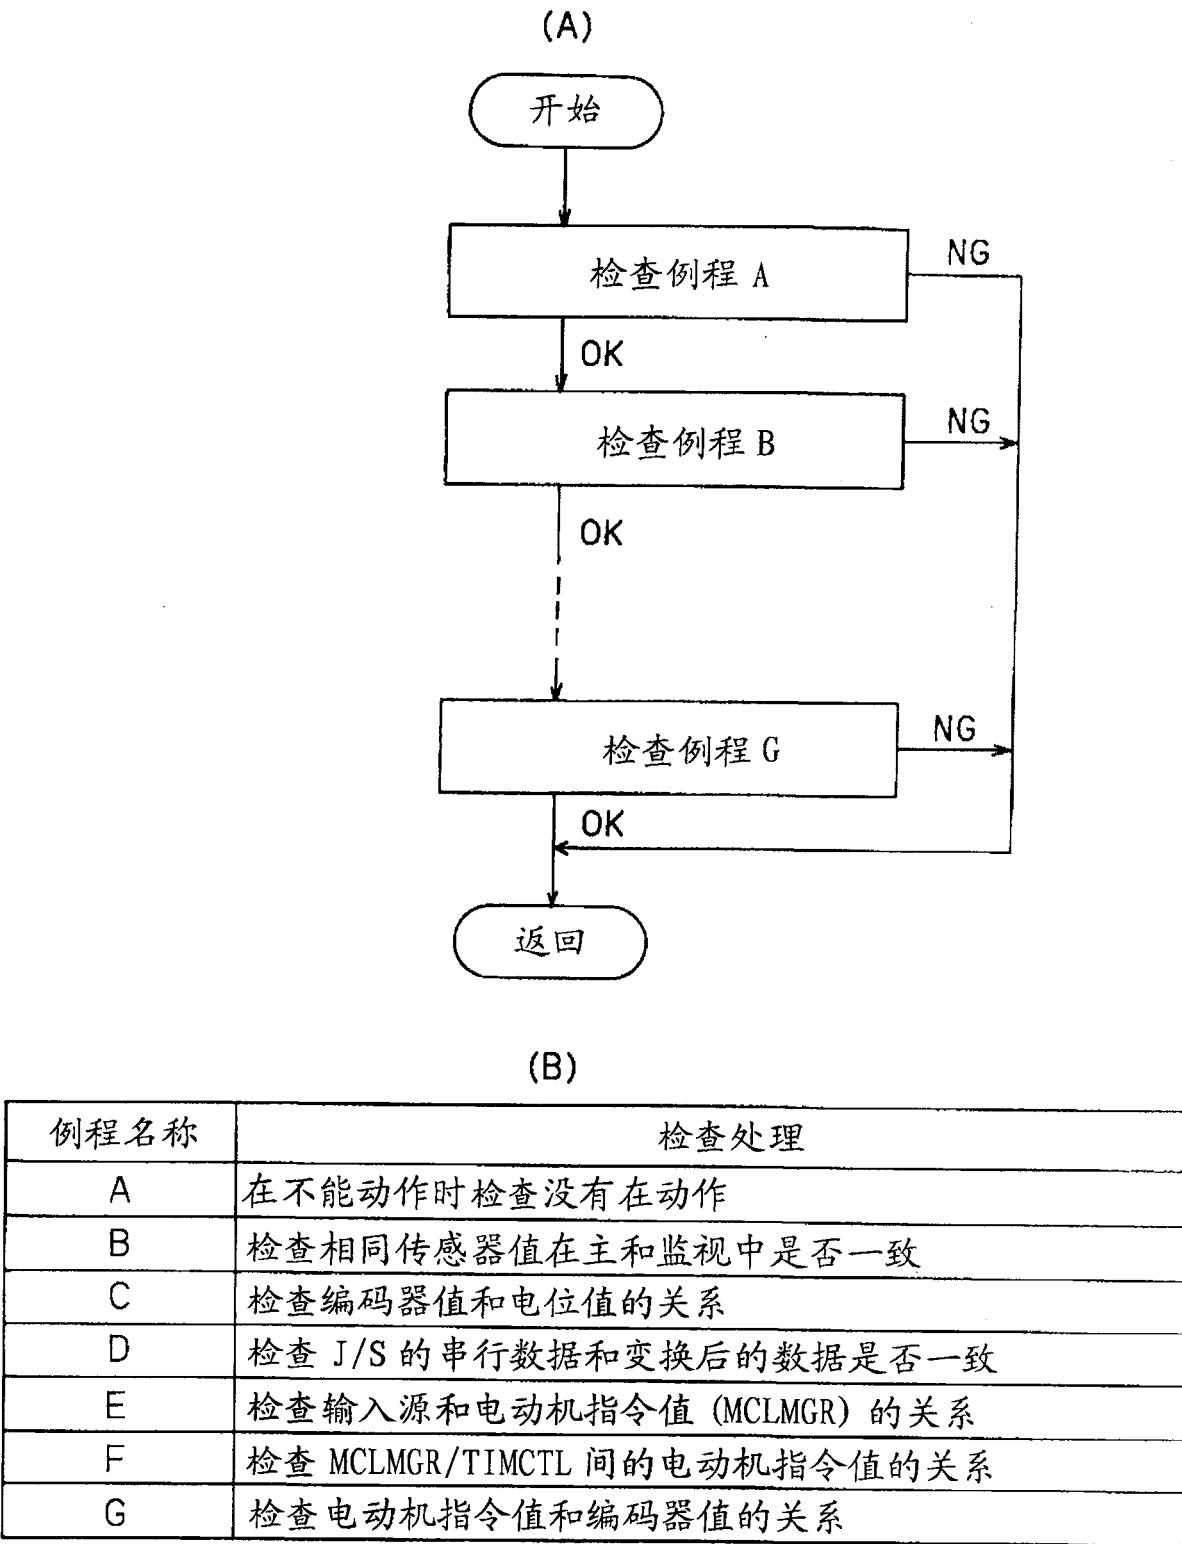 (A)
开始
检查例程 A
NG
OK
检查例程 B
NG
OK
检查例程 G
NG
OK
返回
(B)
例程名称 检查处理
A 在不能动作时检查没有在动作
B 检查相同传感器值在主和监视中是否一致
C 检查编码器值和电位值的关系
D 检查 J/S 的串行数据和变换后的数据是否一致
E 检查输入源和电动机指令值 (MCLMGR) 的关系
F 检查 MCLMGR/TIMCTL 间的电动机指令值的关系
G 检查电动机指令值和编码器值的关系